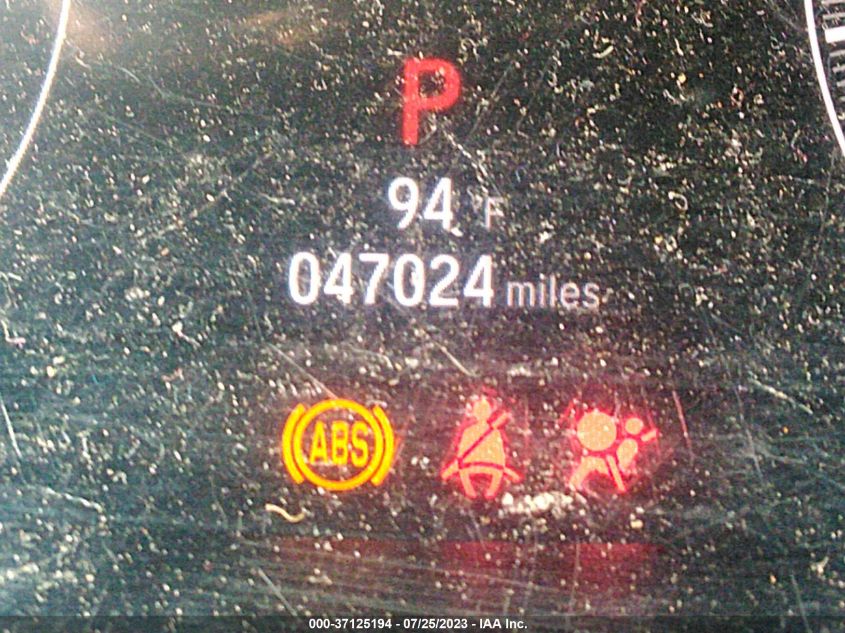 P
94 °F
047024 miles
ABS
000-37125194 - 07/25/2023 - IAA Inc.